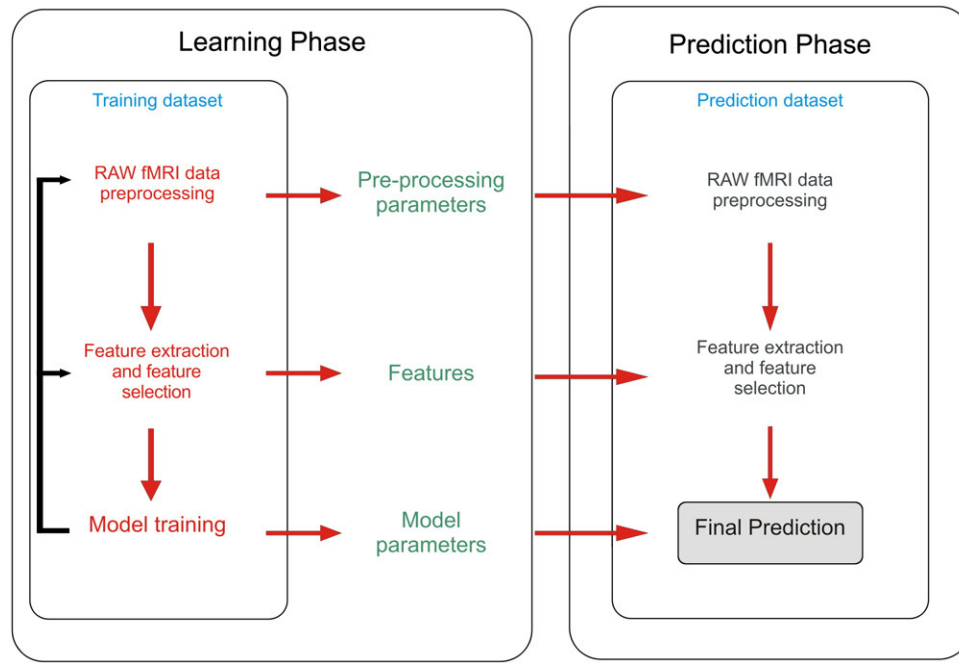 Learning Phase
Training dataset
RAW fMRI data
preprocessing
Feature extraction
and feature
selection
Model training
Pre-processing
parameters
Features
Model
parameters
Prediction Phase
Prediction dataset
RAW fMRI data
preprocessing
Feature extraction
and feature
selection
Final Prediction